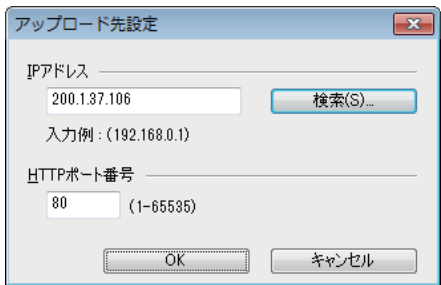 アップロード先設定
IPアドレス
200.1.37.106
検索(S)...
入力例：(192.168.0.1)
HTTPポート番号
80
(1-65535)
OK
キャンセル